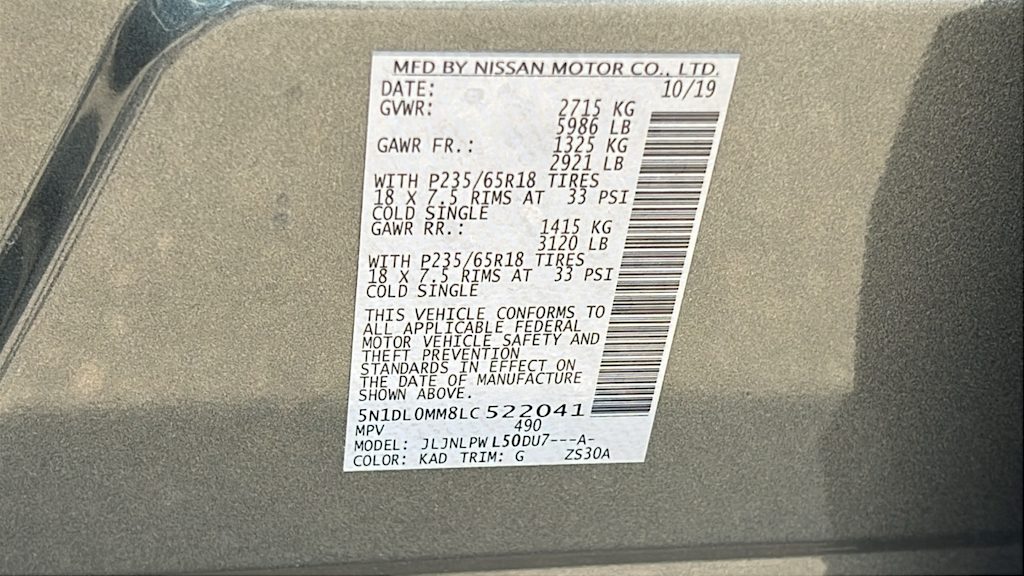 MFD BY NISSAN MOTOR CO., LTD.
DATE: 10/19
GVWR: 2715 KG
5986 LB
GAWR FR.: 1325 KG
2921 LB
WITH P235/65R18 TIRES
18 X 7.5 RIMS AT 33 PSI
COLD SINGLE
GAWR RR.: 1415 KG
3120 LB
WITH P235/65R18 TIRES
18 X 7.5 RIMS AT 33 PSI
COLD SINGLE
THIS VEHICLE CONFORMS TO
ALL APPLICABLE FEDERAL
MOTOR VEHICLE SAFETY AND
THEFT PREVENTION
STANDARDS IN EFFECT ON
THE DATE OF MANUFACTURE
SHOWN ABOVE.
5N1DL0MM8LC522041
MPV 490
MODEL: JLJNLPWL50DU7---A-
COLOR: KAD TRIM: G ZS30A